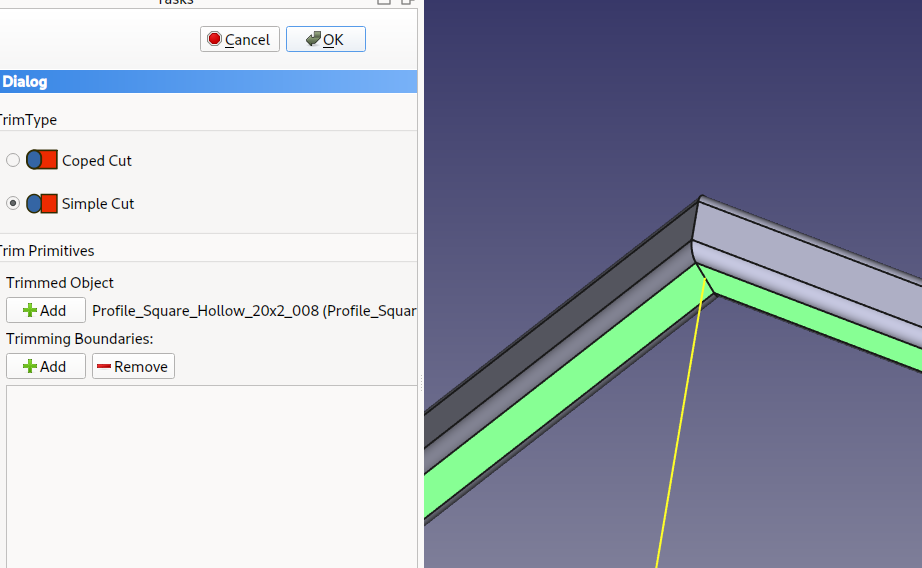 Tasks
Cancel
OK
Dialog
TrimType
Coped Cut
Simple Cut
Trim Primitives
Trimmed Object
Add Profile_Square_Hollow_20x2_008 (Profile_Squar
Trimming Boundaries:
Add Remove